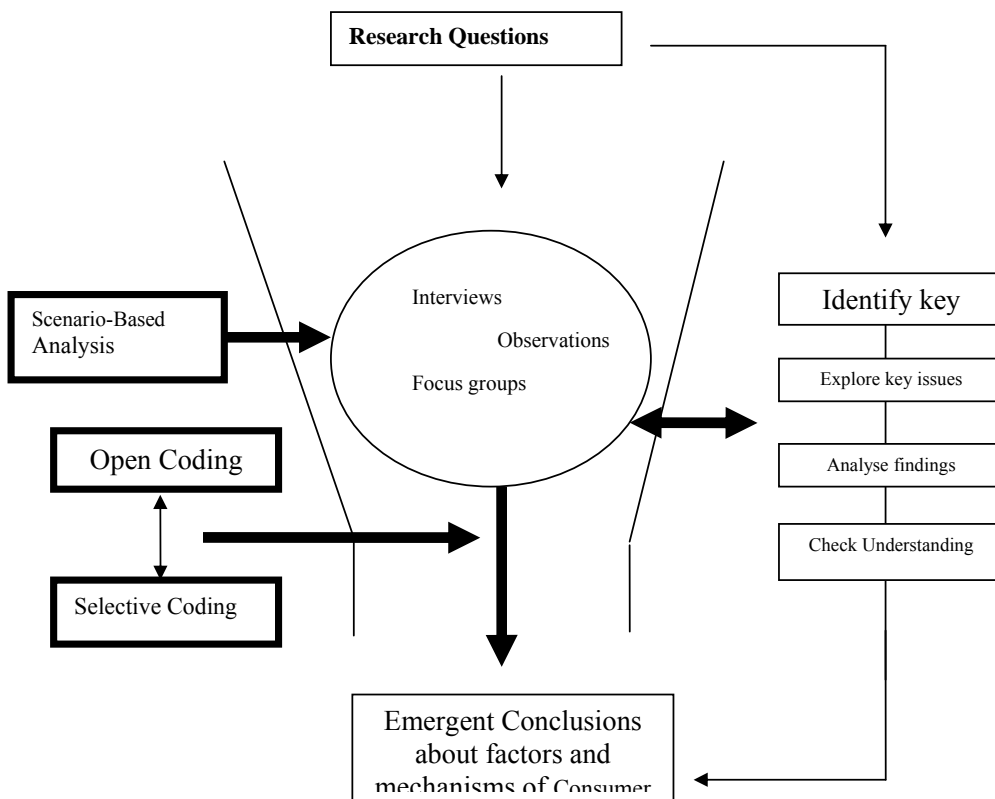 Research Questions
Interviews
Observations
Focus groups
Scenario-Based
Analysis
Open Coding
Selective Coding
Identify key
Explore key issues
Analyse findings
Check Understanding
Emergent Conclusions
about factors and
mechanisms of Consumer